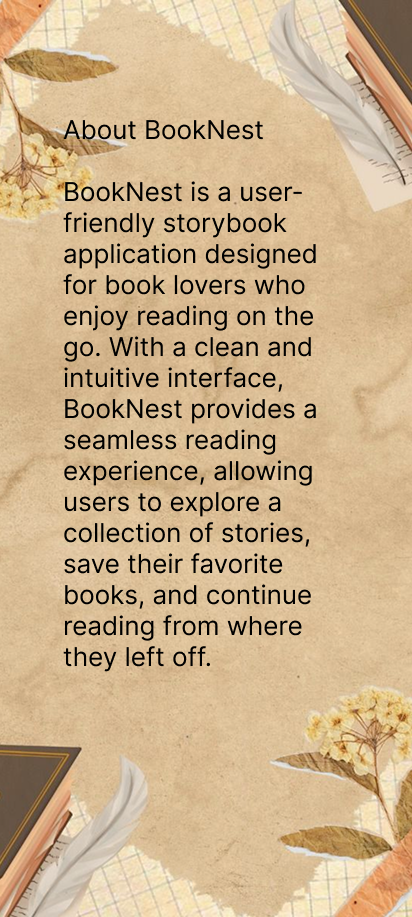 About BookNest
BookNest is a user-
friendly storybook
application designed
for book lovers who
enjoy reading on the
go. With a clean and
intuitive interface,
BookNest provides a
seamless reading
experience, allowing
users to explore a
collection of stories,
save their favorite
books, and continue
reading from where
they left off.